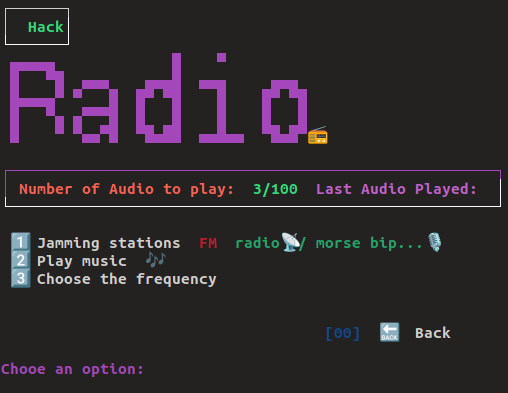 Hack
Radio
Number of Audio to play: 3/100 Last Audio Played:
1 Jamming stations FM radio📡/ morse bip...🎙️
2 Play music 🎶
3 Choose the frequency
[00] 🔙 Back
Chooe an option: